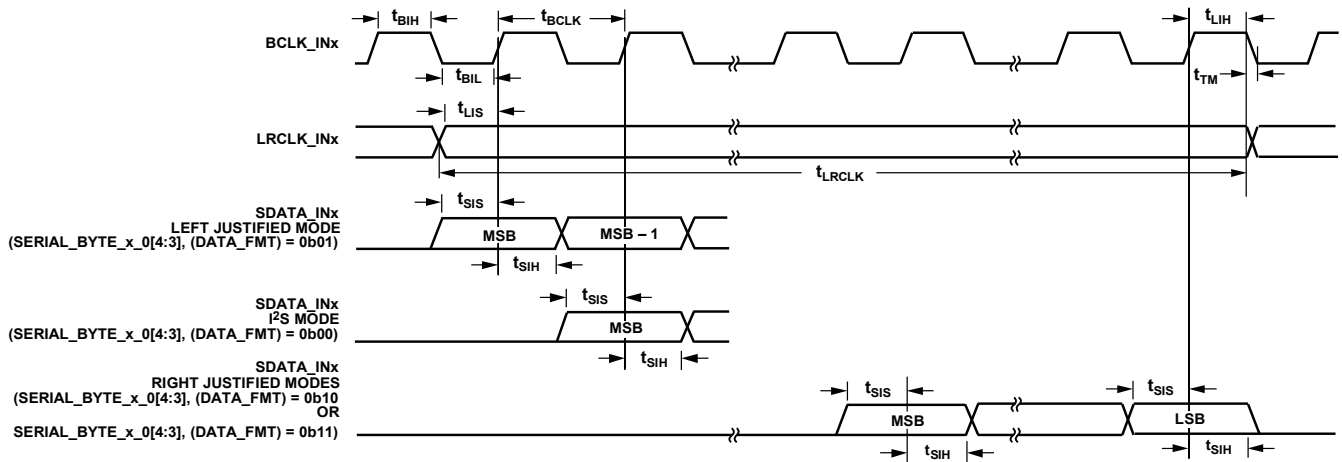 tBIH
tBCLK
tLIH
BCLK_INx
tBIL
tTM
tLIS
LRCLK_INx
tLRCLK
SDATA_INx
LEFT JUSTIFIED MODE
(SERIAL_BYTE_x_0[4:3], (DATA_FMT) = 0b01)
tSIS
MSB
MSB – 1
tSIH
SDATA_INx
I²S MODE
(SERIAL_BYTE_x_0[4:3], (DATA_FMT) = 0b00)
tSIS
MSB
tSIH
SDATA_INx
RIGHT JUSTIFIED MODES
(SERIAL_BYTE_x_0[4:3], (DATA_FMT) = 0b10
OR
SERIAL_BYTE_x_0[4:3], (DATA_FMT) = 0b11)
tSIS
tSIS
MSB
LSB
tSIH
tSIH